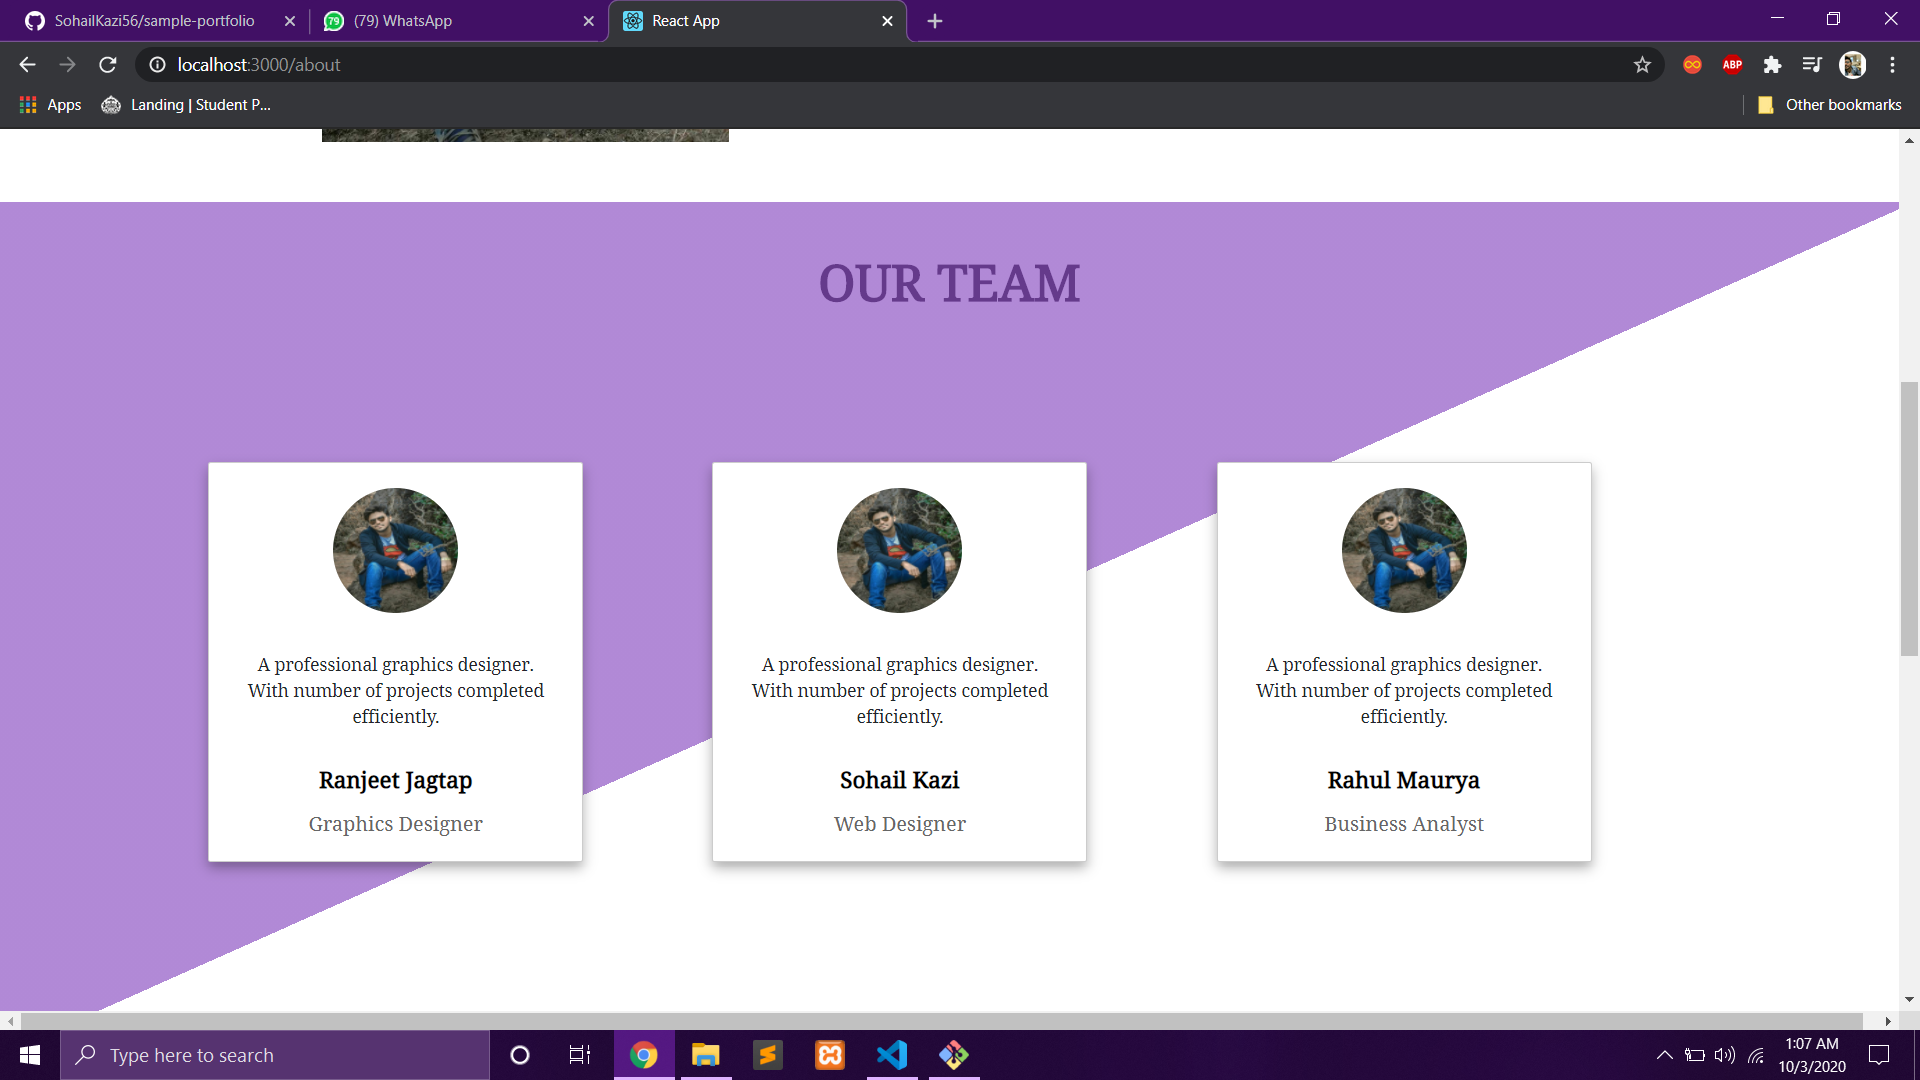 SohailKazi56/sample-portfolio
79
(79) WhatsApp
React App
localhost:3000/about
ABP
Apps
Landing | Student P...
Other bookmarks
OUR TEAM
A professional graphics designer.
With number of projects completed
efficiently.
Ranjeet Jagtap
Graphics Designer
A professional graphics designer.
With number of projects completed
efficiently.
Sohail Kazi
Web Designer
A professional graphics designer.
With number of projects completed
efficiently.
Rahul Maurya
Business Analyst
Type here to search
1:07 AM
10/3/2020